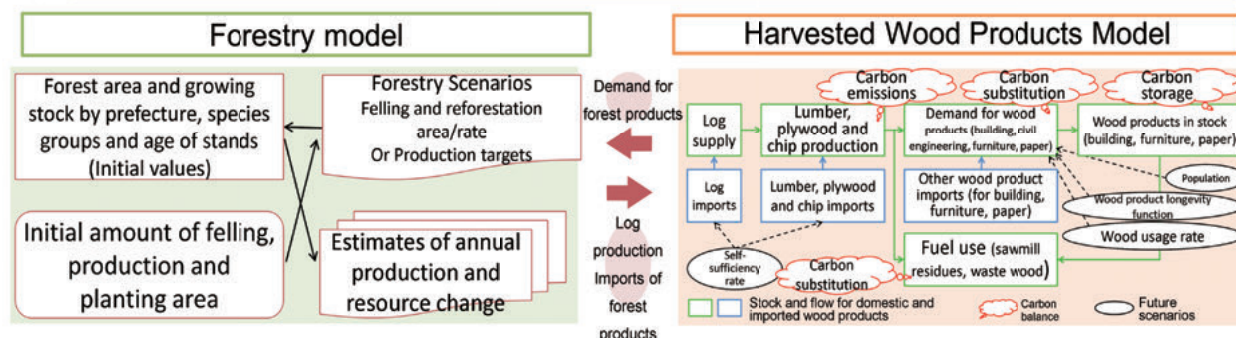 Forestry model
Forest area and growing
stock by prefecture, species
groups and age of stands
(Initial values)
Forestry Scenarios
Felling and reforestation
area/rate
Or Production targets
Initial amount of felling,
production and
planting area
Estimates of annual
production and
resource change
Demand for
forest products
Log
production
Imports of
forest
products
Harvested Wood Products Model
Carbon
emissions
Carbon
substitution
Carbon
storage
Log
supply
Lumber,
plywood and
chip production
Demand for wood
products (building, civil
engineering, furniture, paper)
Wood products in stock
(building, furniture, paper)
Log
imports
Lumber, plywood
and chip imports
Other wood product
imports (for building,
furniture, paper)
Population
Wood product longevity
function
Wood usage rate
Self-
sufficiency
rate
Carbon
substitution
Fuel use (sawmill
residues, waste wood)
Stock and flow for domestic and
imported wood products
Carbon
balance
Future
scenarios